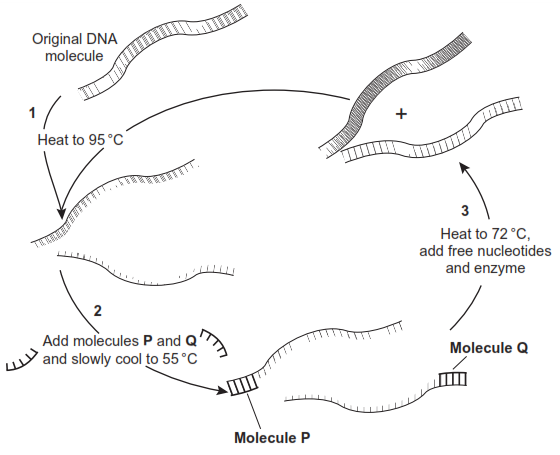 Original DNA
molecule
1
Heat to 95 °C
+
3
Heat to 72 °C,
add free nucleotides
and enzyme
2
Add molecules P and Q
and slowly cool to 55 °C
Molecule Q
Molecule P